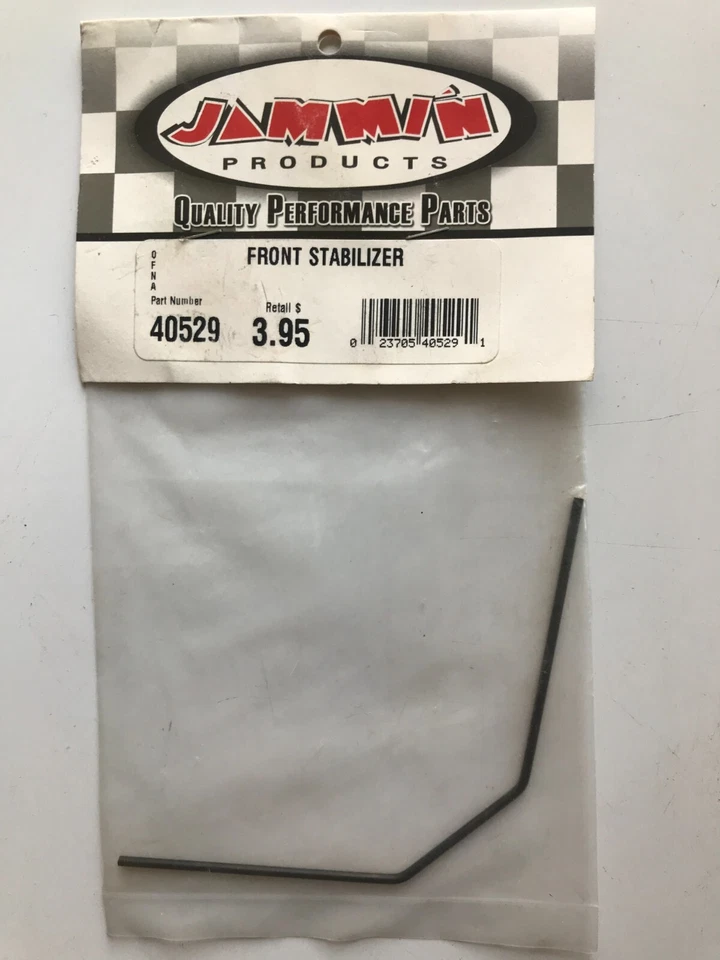 JAMMIN
PRODUCTS
QUALITY PERFORMANCE PARTS
OFNA
FRONT STABILIZER
Part Number
Retail $
40529
3.95
0 23705 40529 1